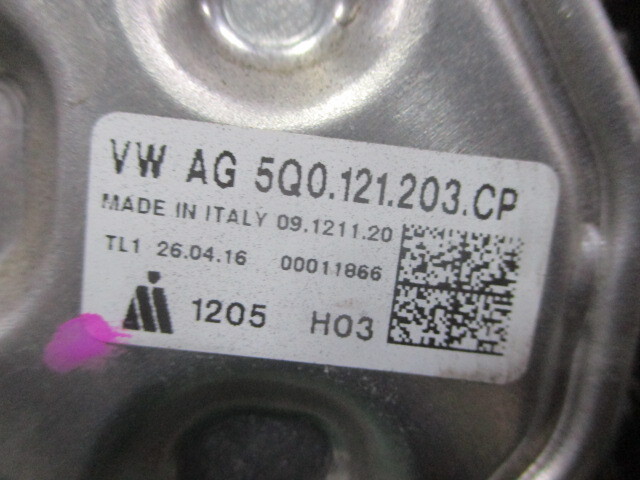 VW AG 5Q0.121.203.CP
MADE IN ITALY 09.1211.20
TL1 26.04.16 00011866
1205 H03